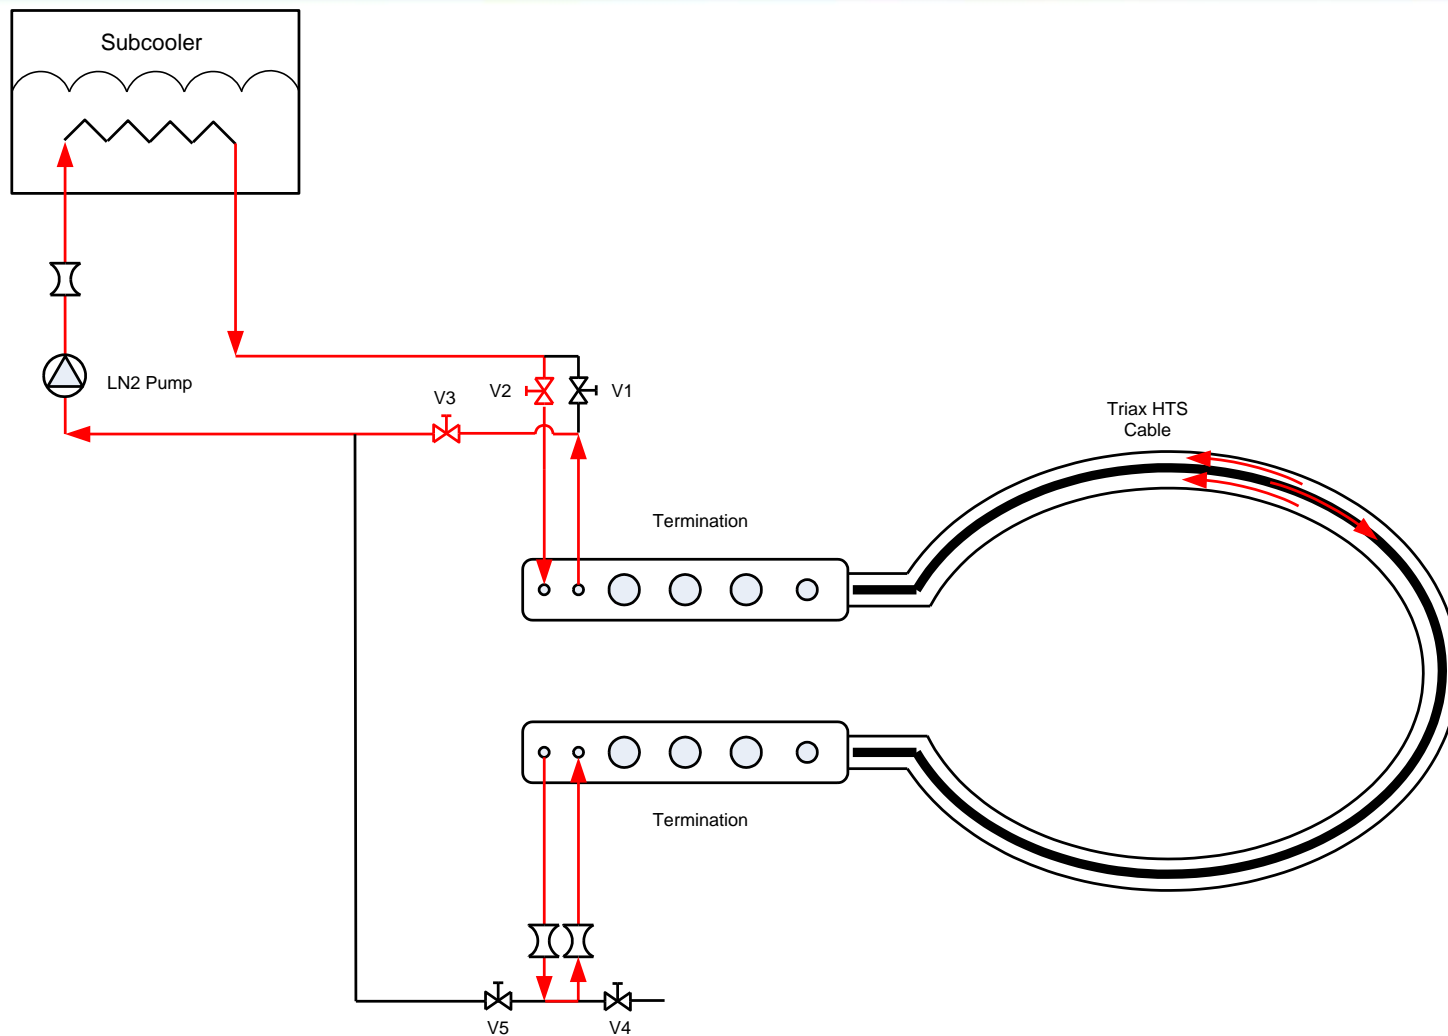 Subcooler
LN2 Pump
V3
V2
V1
Triax HTS
Cable
Termination
Termination
V5
V4